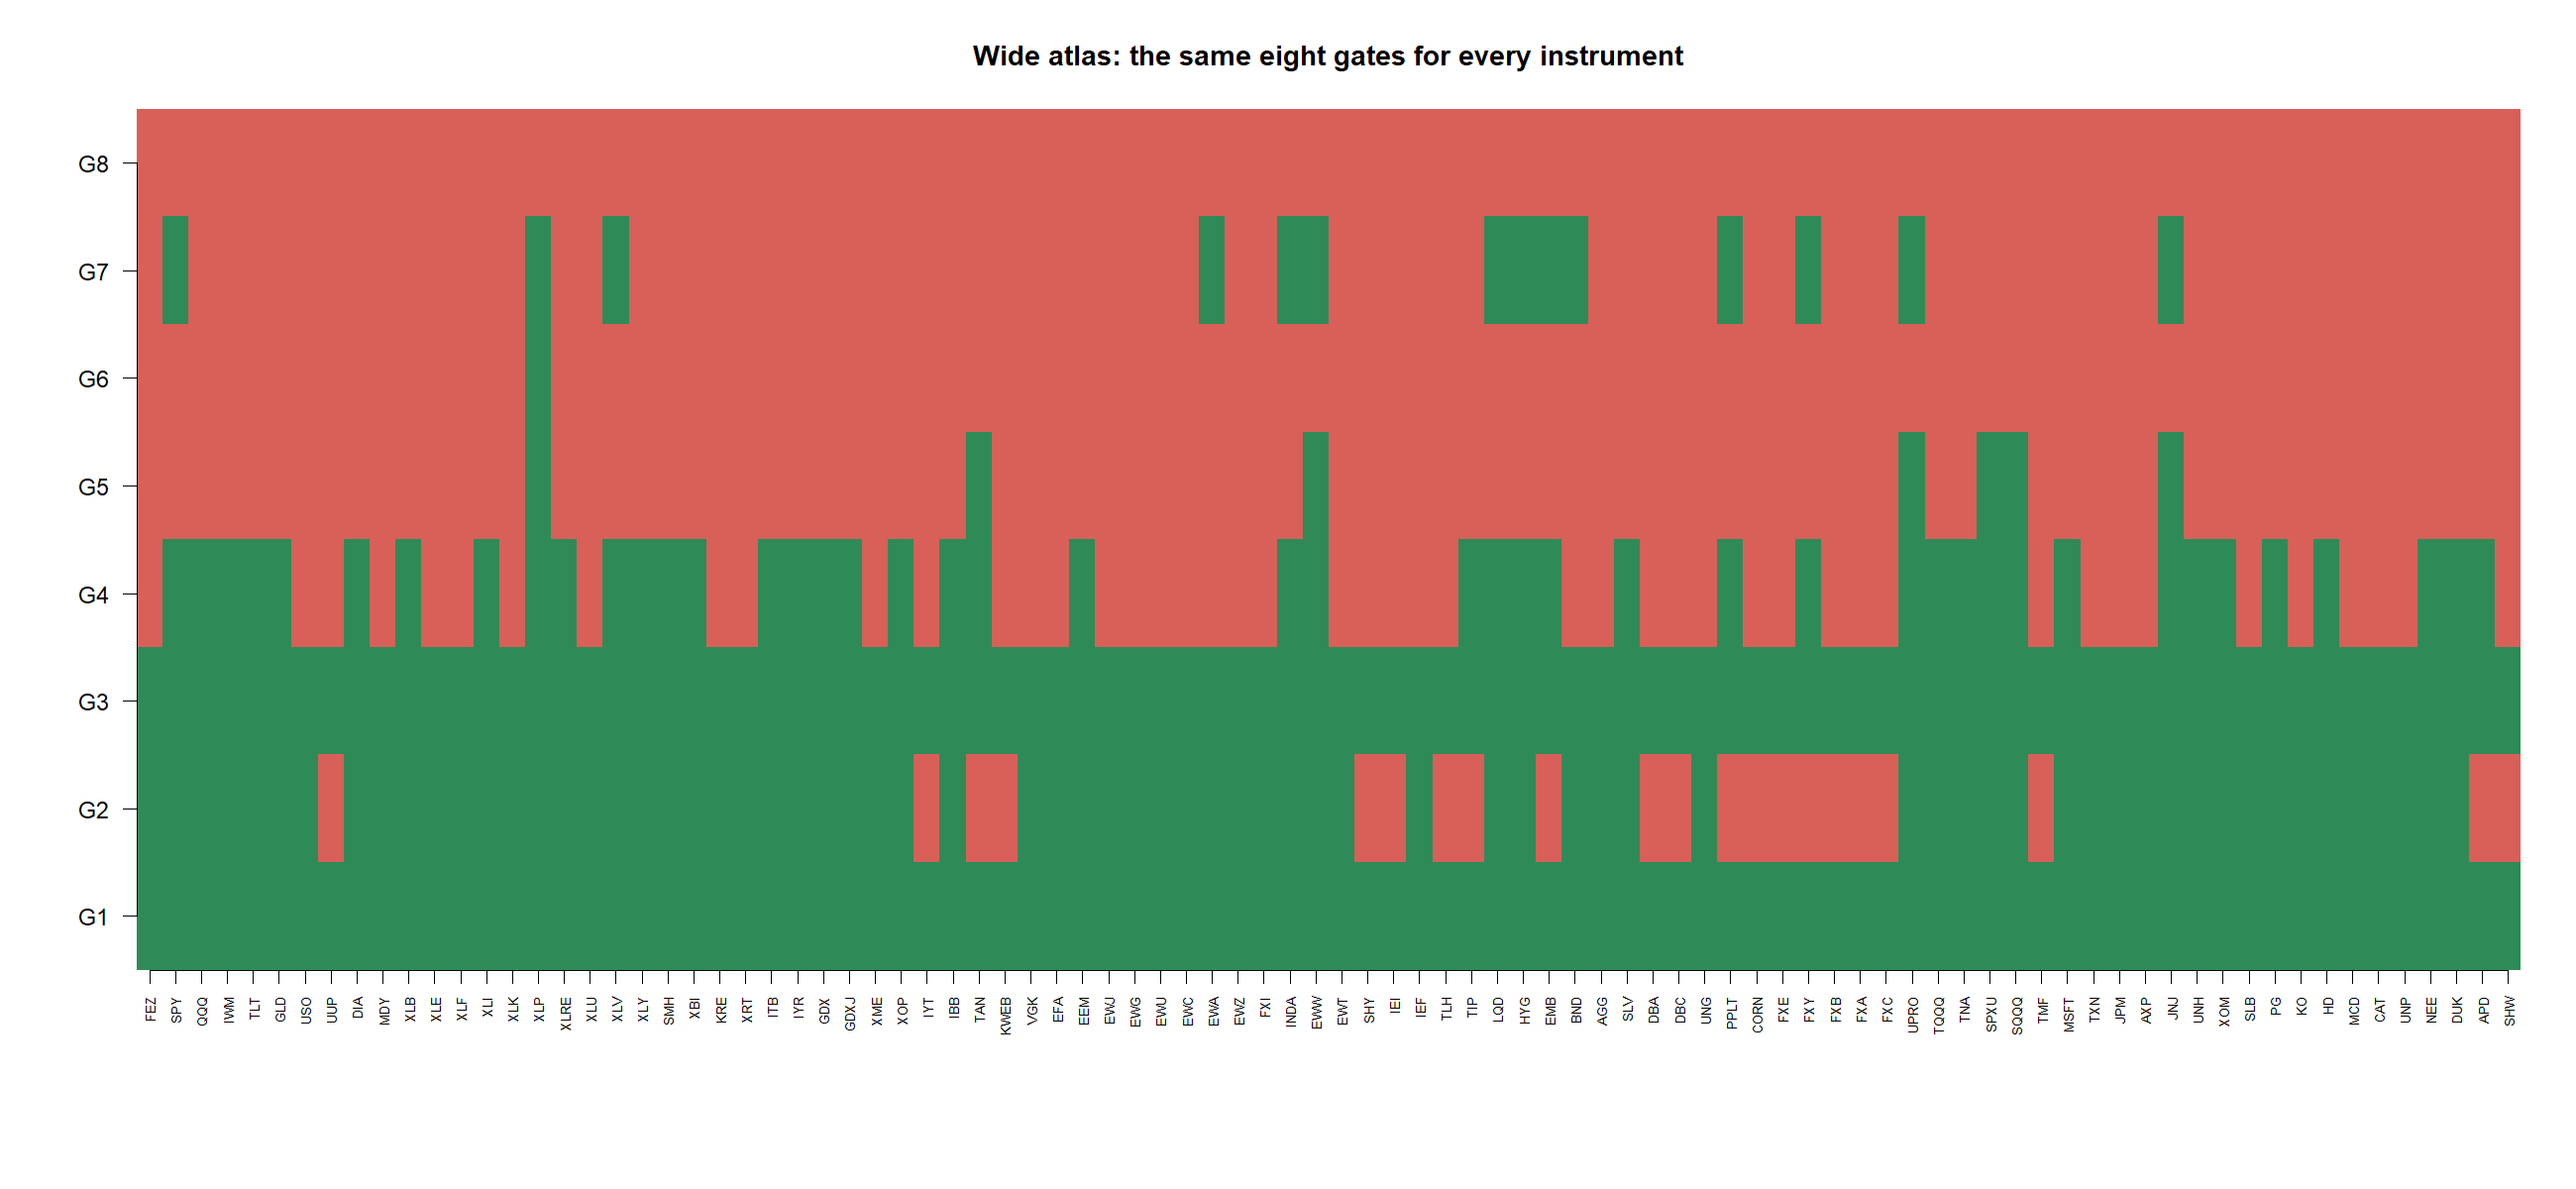 Wide atlas: the same eight gates for every instrument
G8
G7
G6
G5
G4
G3
G2
G1
FEZ SPY QQQ IWM TLT GLD USO UUP DIA MDY XLB XLE XLF XLI XLK XLP XLRE XLU XLV XLY SMH XBI KRE XRT ITB IYR GDX GDXJ XME XOP IYT IBB TAN KWEB VGK EFA EEM EWJ EWG EWU EWC EWA EWZ FXI INDA EWW EWT SHY IEI IEF TLH TIP LQD HYG EMB BND AGG SLV DBA DBC UNG PPLT CORN FXE FXY FXB FXA FXC UPRO TQQQ TNA SPXU SQQQ TMF MSFT TXN JPM AXP JNJ UNH XOM SLB PG KO HD MCD CAT UNP NEE DUK APD SHW